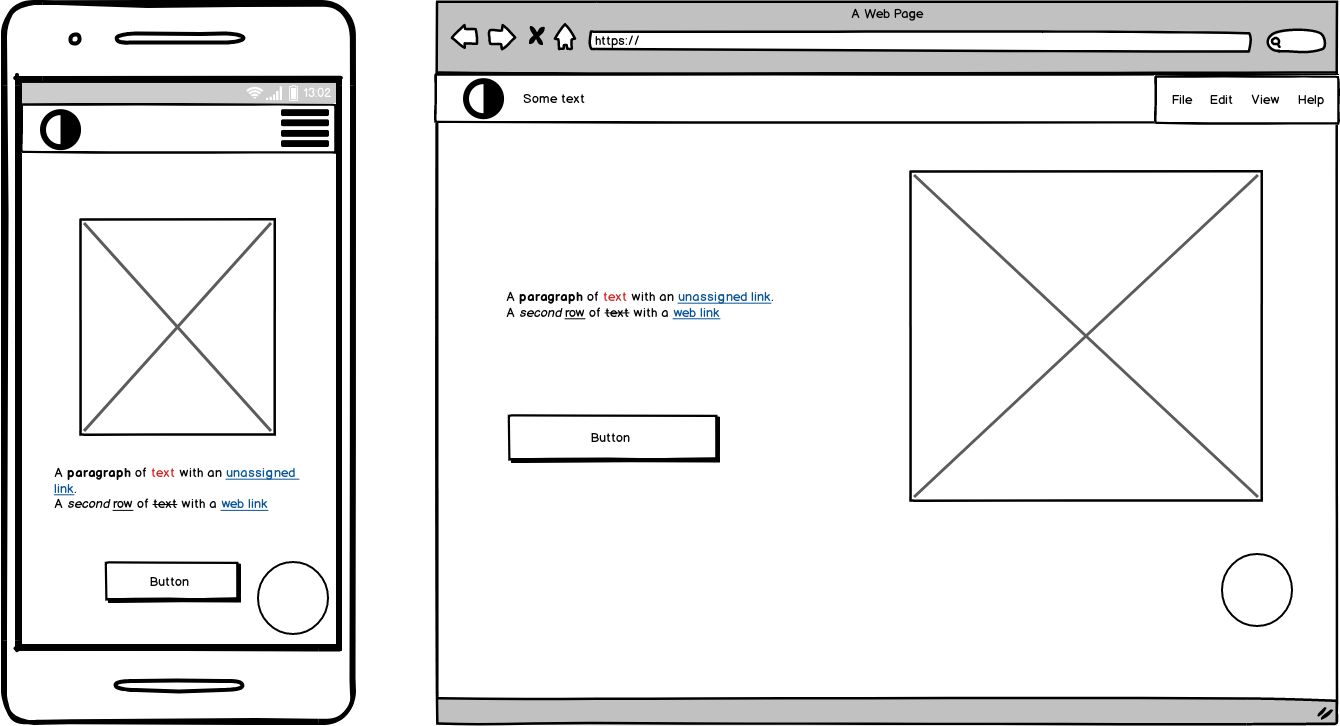 13:02
A paragraph of text with an unassigned
link.
A second row of text with a web link
Button
A Web Page
https://
Some text
File Edit View Help
A paragraph of text with an unassigned link.
A second row of text with a web link
Button